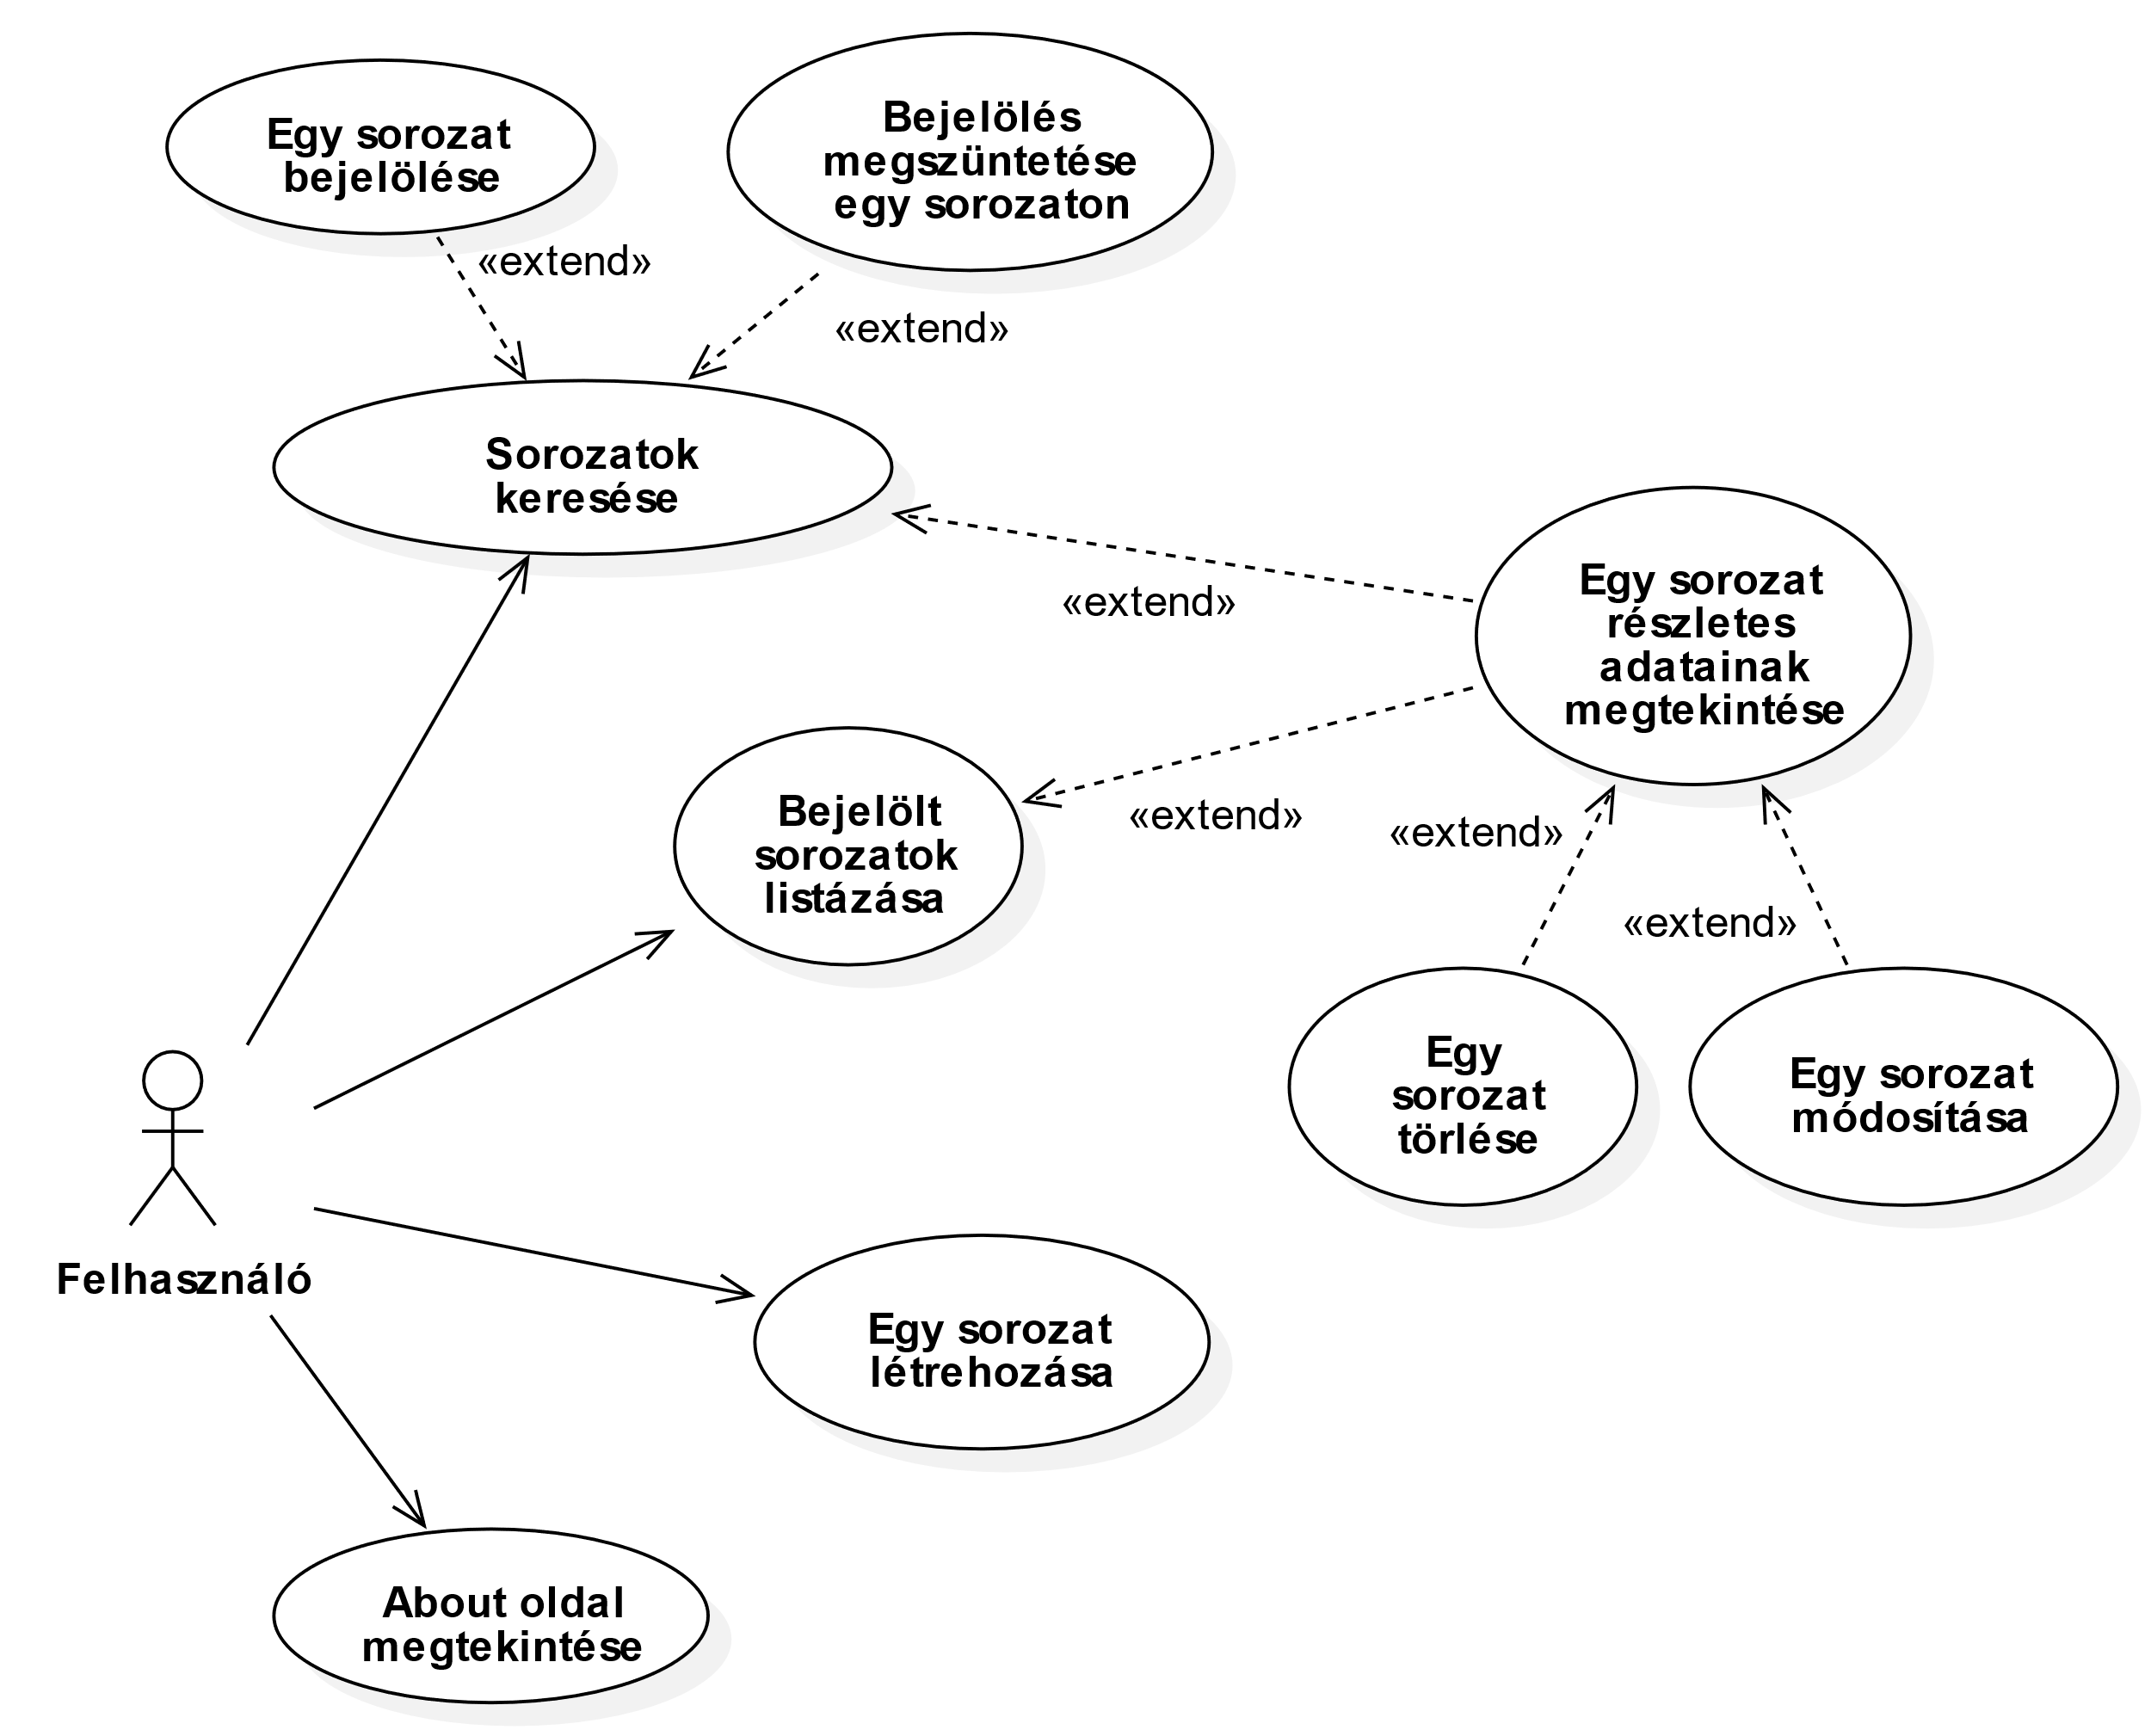 Egy sorozat
bejelölése
Bejelölés
megszüntetése
egy sorozaton
«extend»
«extend»
Sorozatok
keresése
«extend»
Egy sorozat
részletes
adatainak
megtekintése
Bejelölt
sorozatok
listázása
«extend»
«extend»
«extend»
Egy
sorozat
törlése
Egy sorozat
módosítása
Felhasználó
Egy sorozat
létrehozása
About oldal
megtekintése